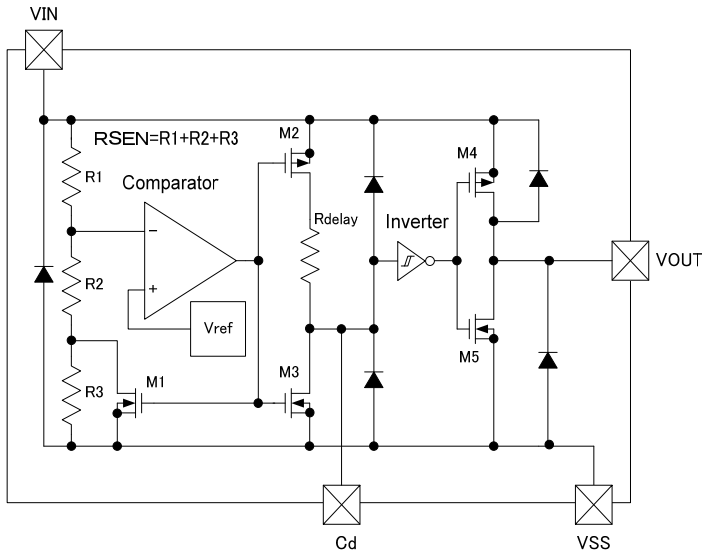 VIN
RSEN=R1+R2+R3
M2
M4
R1
Comparator
Rdelay
Inverter
−
VOUT
R2
+
Vref
M5
R3
M1
M3
Cd
VSS